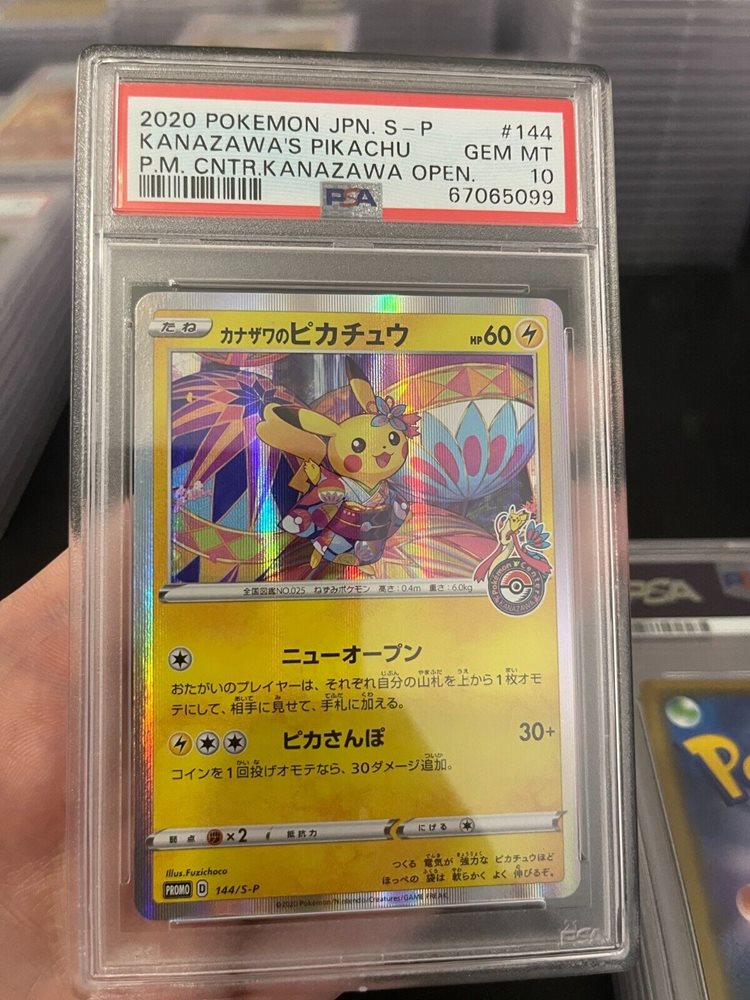 2020 POKEMON JPN. S-P #144
KANAZAWA'S PIKACHU GEM MT
P.M. CNTR.KANAZAWA OPEN. 10
PSA 67065099
たね カナザワのピカチュウ HP60
Pokémon Center
KANAZAWA
全国図鑑NO.025 ねずみポケモン 高さ:0.4m 重さ:6.0kg
ニューオープン
おたがいのプレイヤーは、それぞれ自分の山札を上から1枚オモ
テにして、相手に見せて、手札に加える。
ピカさんぽ 30+
コインを1回投げオモテなら、30ダメージ追加。
弱点 ×2 抵抗力 にげる
Illus.Fuzichoco
つくる 電気が 強力な ピカチュウほど
ほっぺの 袋は 軟らかく よく 伸びるぞ。
PROMO D 144/S-P
©2020 Pokémon/Nintendo/Creatures/GAME FREAK.
PSA
PSA